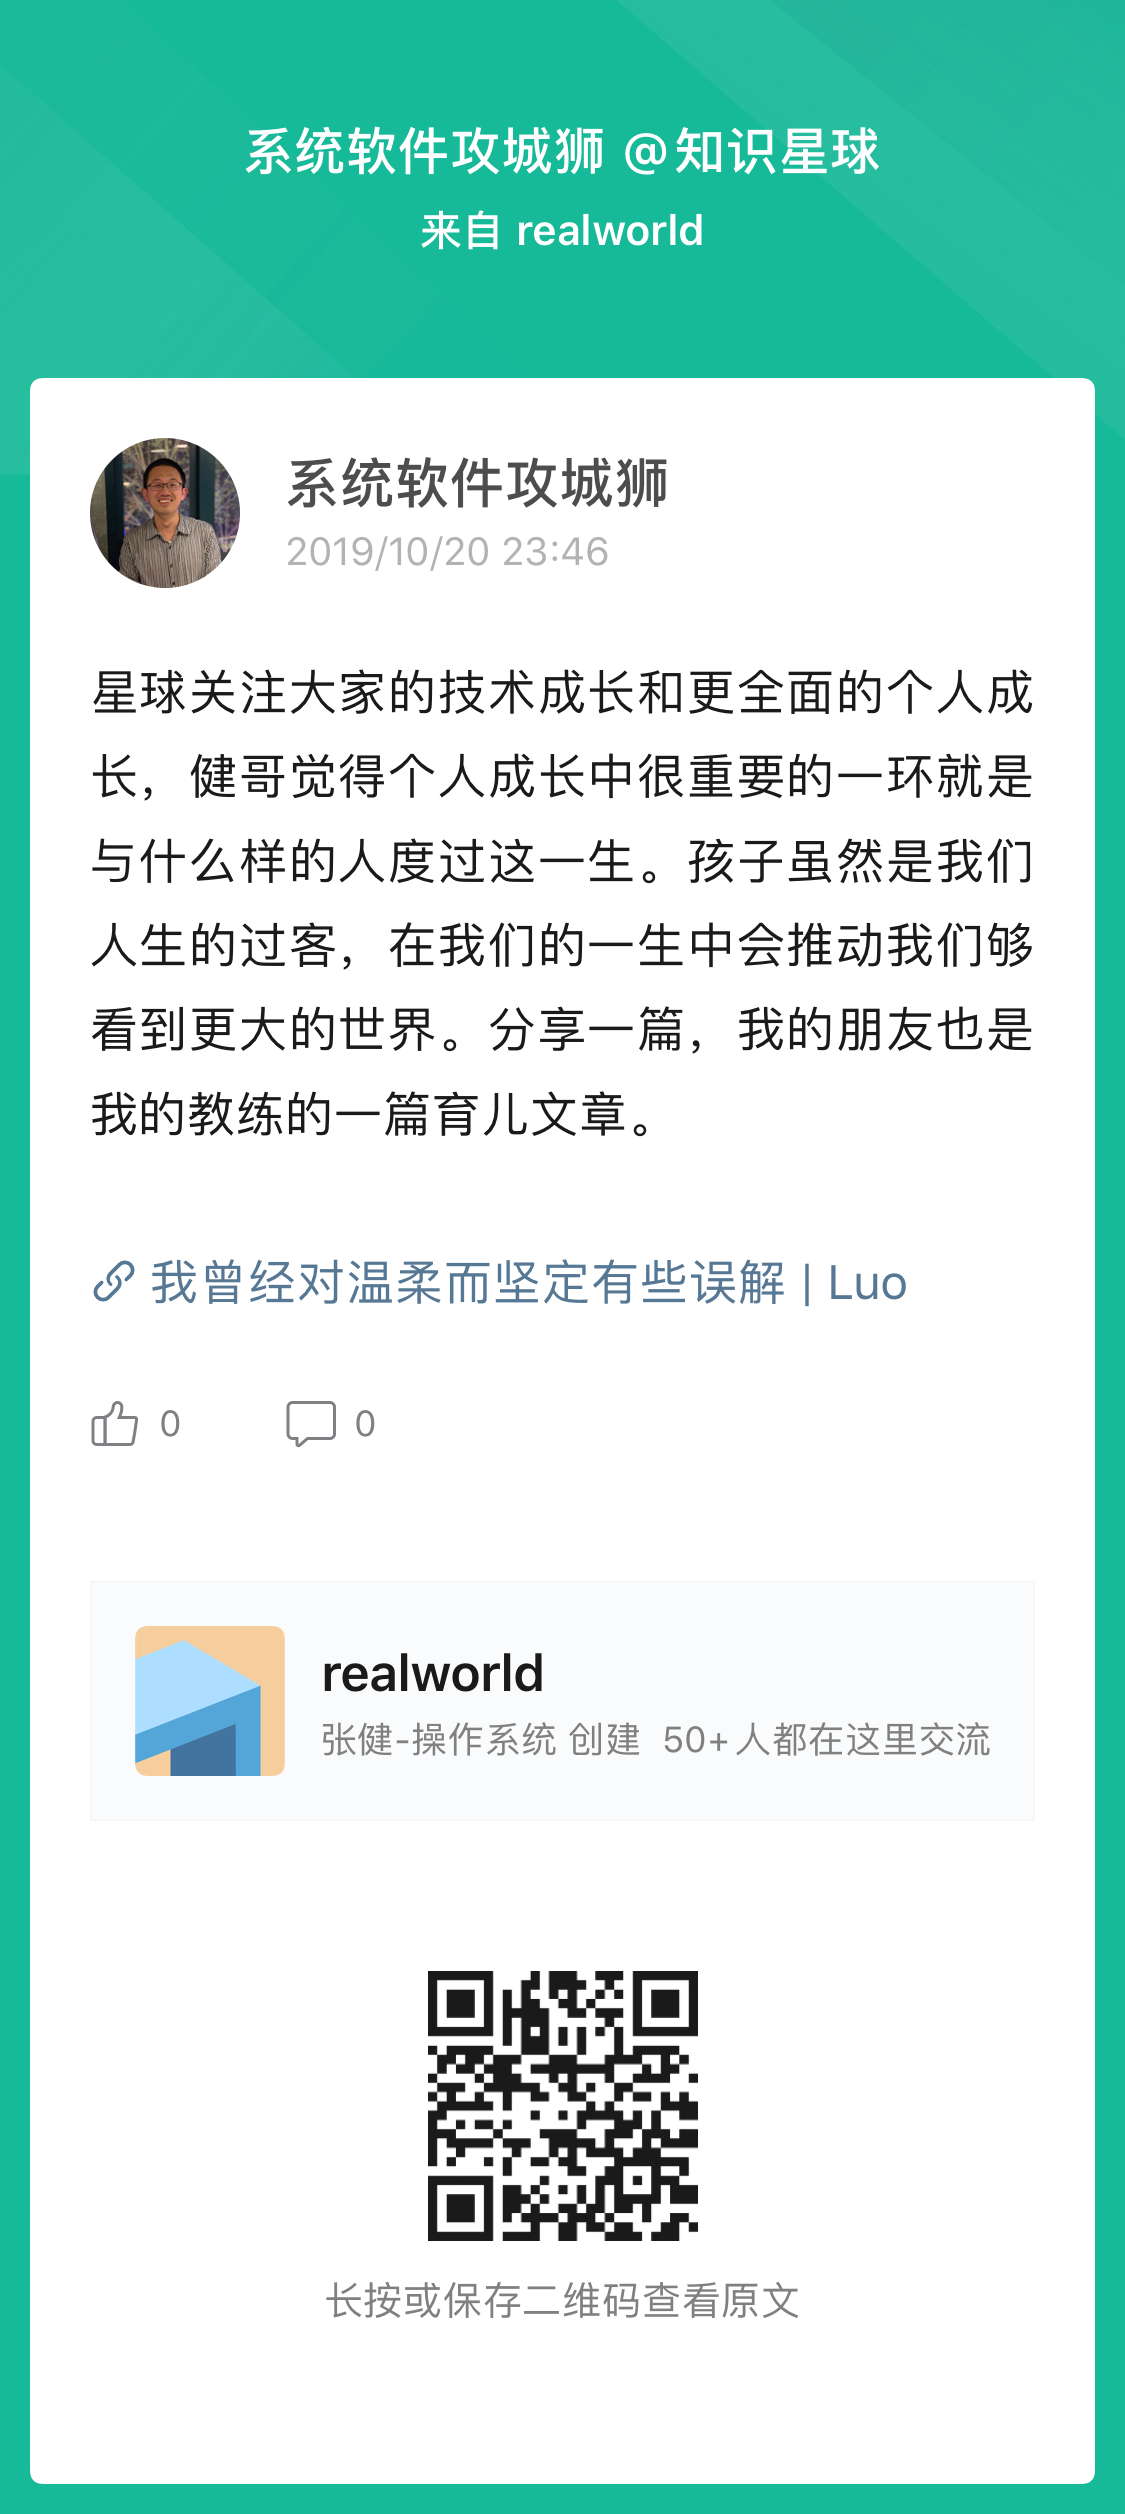 系统软件攻城狮 @知识星球
来自 realworld
系统软件攻城狮
2019/10/20 23:46
星球关注大家的技术成长和更全面的个人成
长，健哥觉得个人成长中很重要的一环就是
与什么样的人度过这一生。孩子虽然是我们
人生的过客，在我们的一生中会推动我们够
看到更大的世界。分享一篇，我的朋友也是
我的教练的一篇育儿文章。
我曾经对温柔而坚定有些误解 | Luo
0 0
realworld
张健-操作系统 创建 50+人都在这里交流
长按或保存二维码查看原文